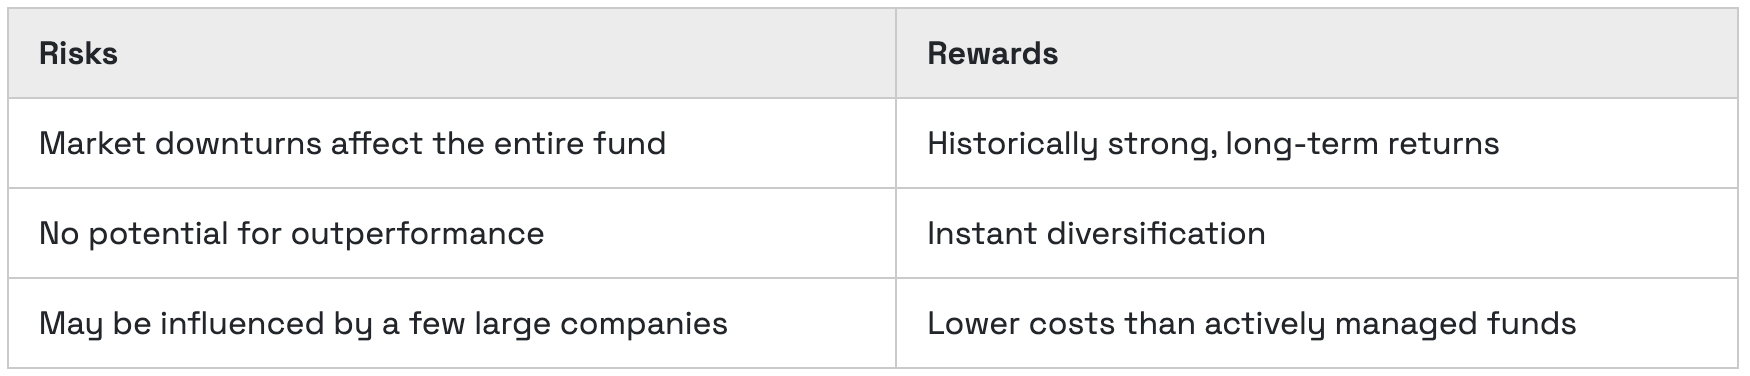 Risks
Rewards
Market downturns affect the entire fund
Historically strong, long-term returns
No potential for outperformance
Instant diversification
May be influenced by a few large companies
Lower costs than actively managed funds